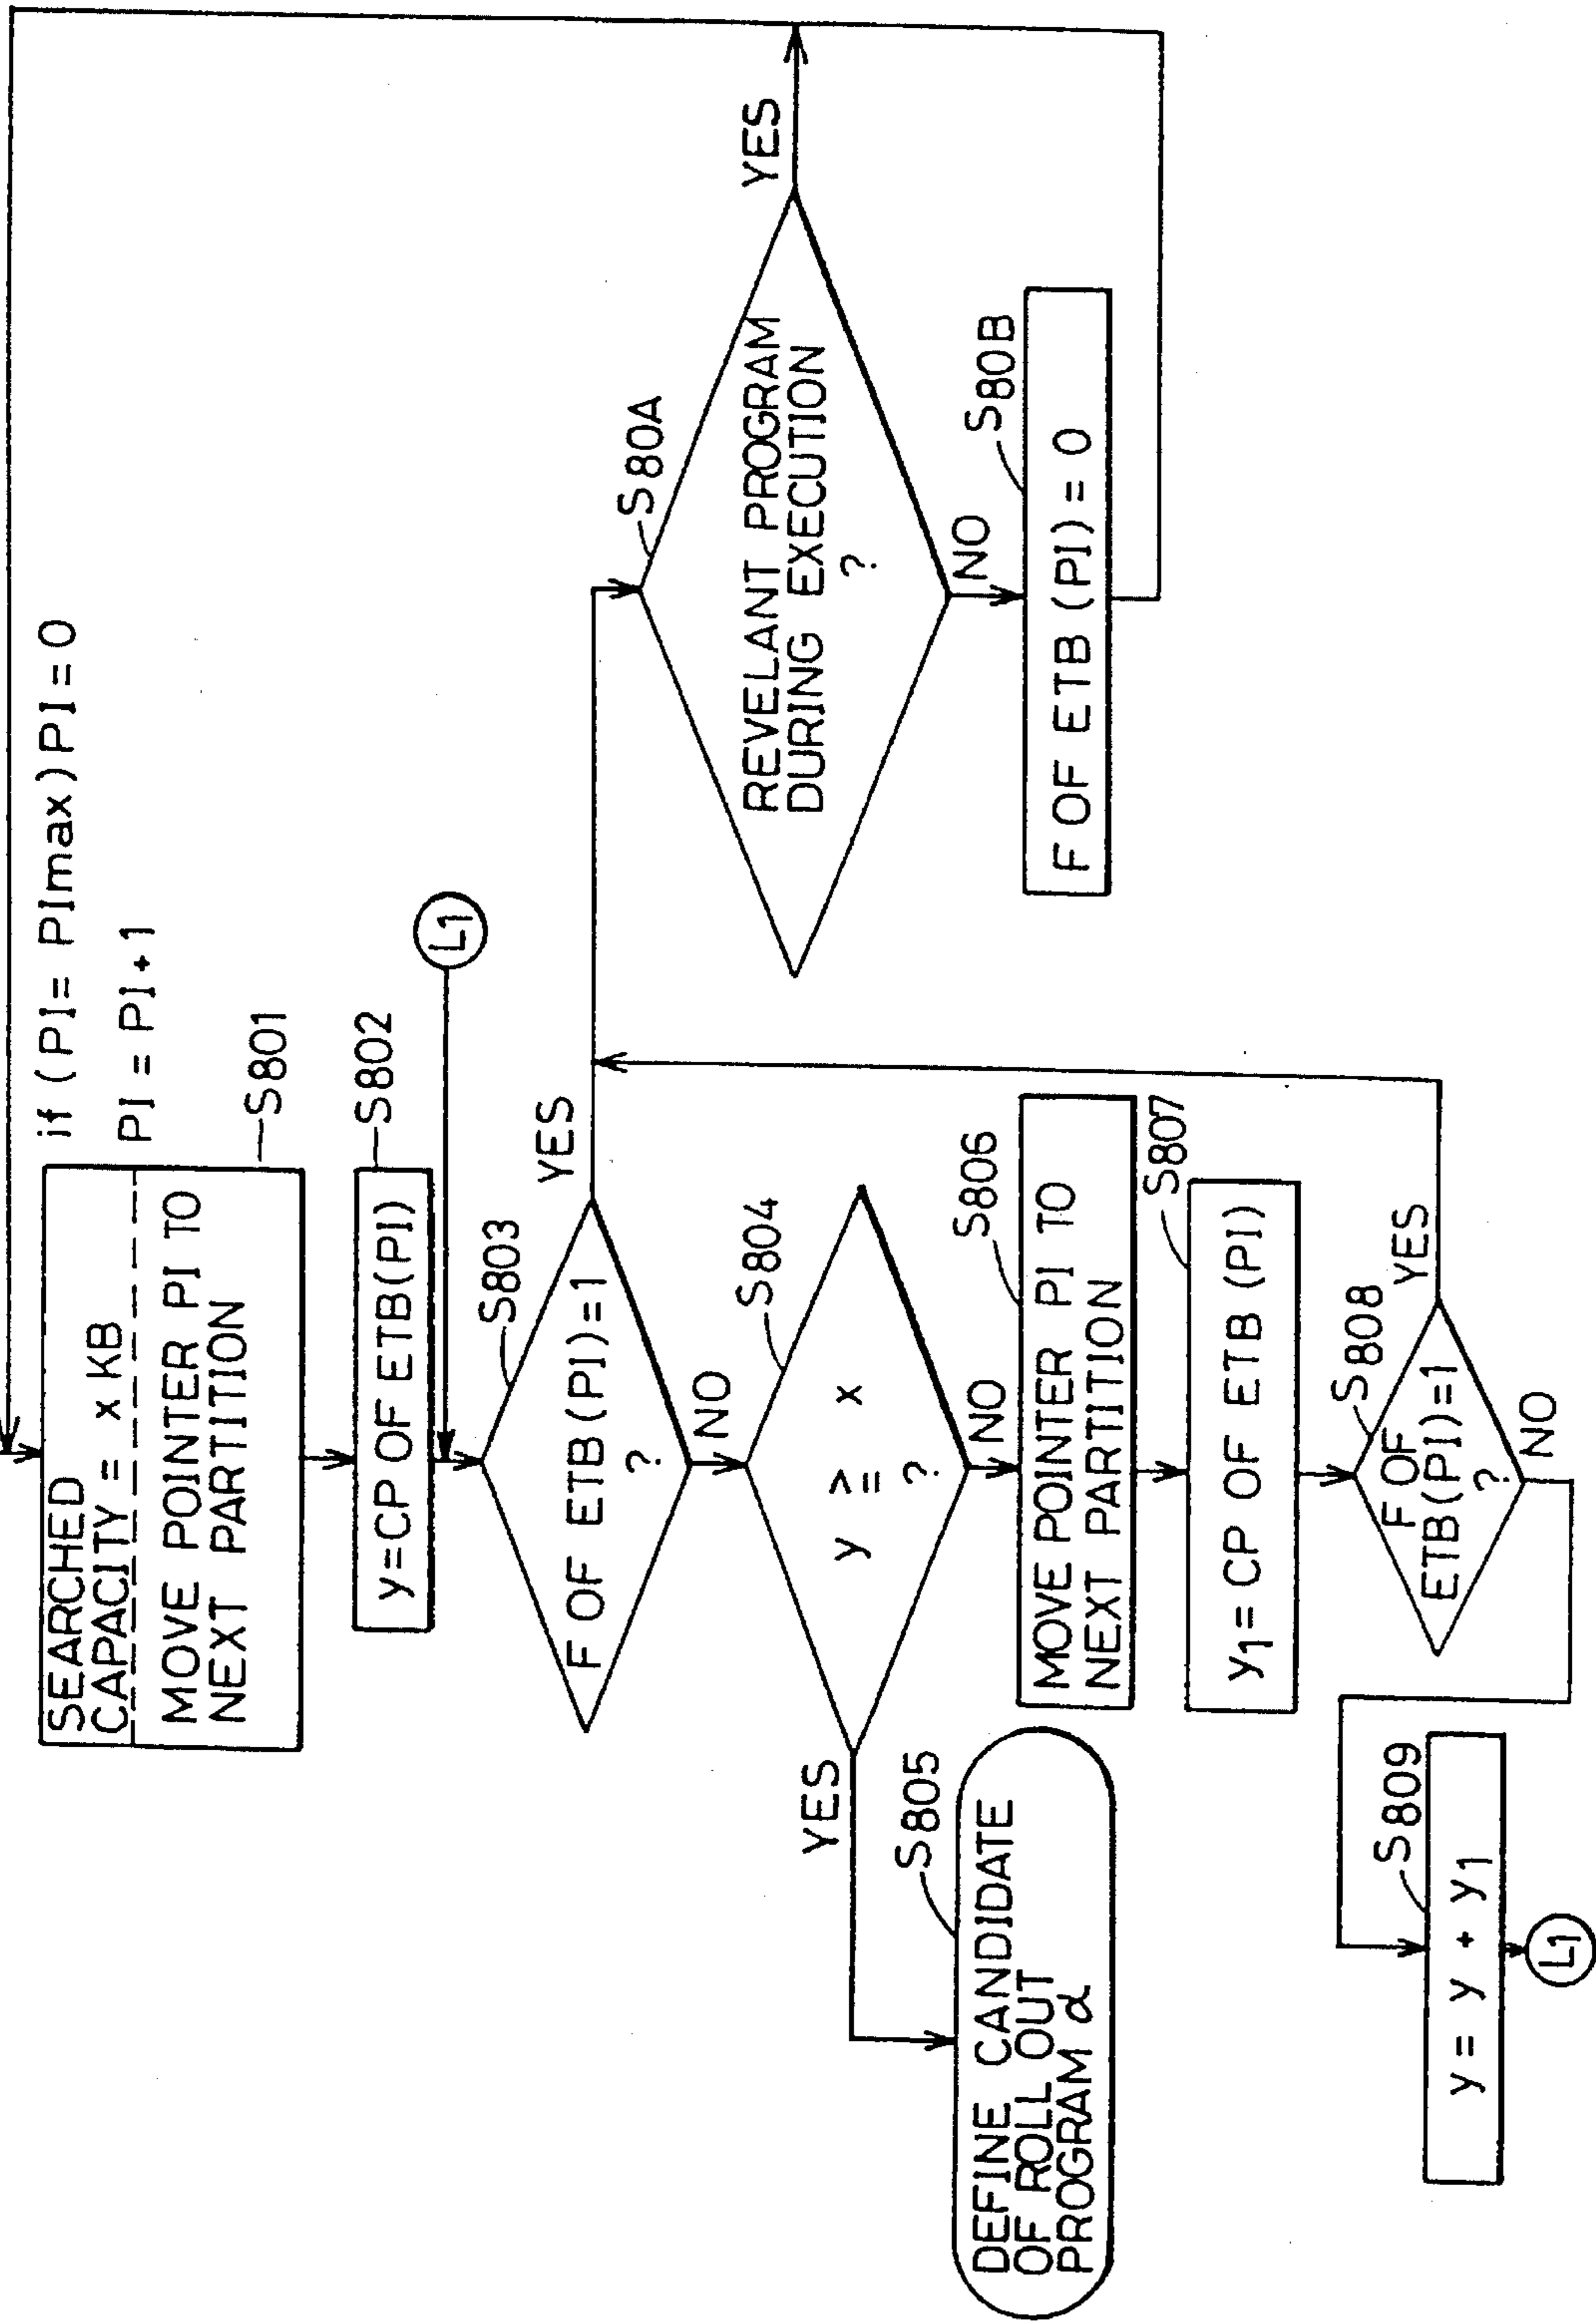 if (PI = PImax) PI = 0
PI = PI + 1
SEARCHED
CAPACITY = x KB
MOVE POINTER PI TO
NEXT PARTITION
S801
y=CP OF ETB(PI)
S802
L1
F OF ETB(PI)=1
?
S803
YES
NO
y >= x
?
S804
YES
NO
DEFINE CANDIDATE
OF ROLL OUT
PROGRAM α
S805
MOVE POINTER PI TO
NEXT PARTITION
S806
y1= CP OF ETB (PI)
S807
F OF
ETB(PI)=1
?
S808
YES
NO
y = y + y1
S809
L1
REVELANT PROGRAM
DURING EXECUTION
?
S80A
YES
NO
F OF ETB (PI) = 0
S80B